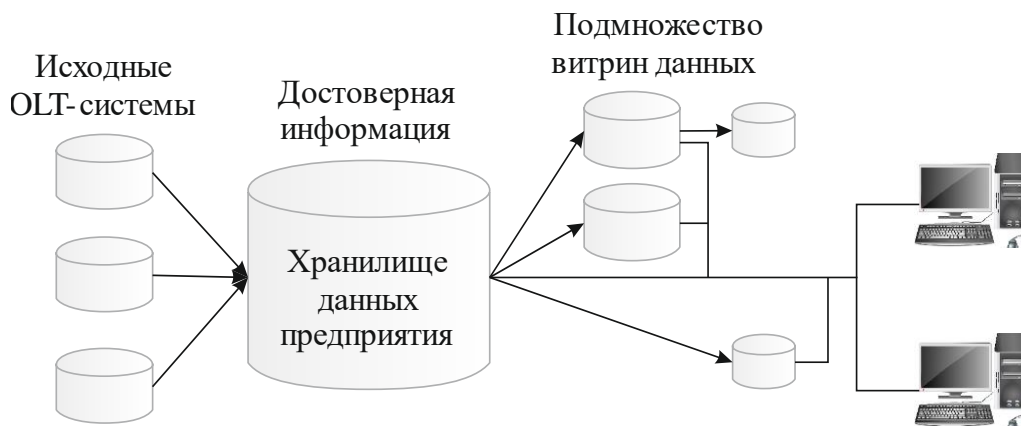 Исходные
OLT-системы
Достоверная
информация
Хранилище
данных
предприятия
Подмножество
витрин данных